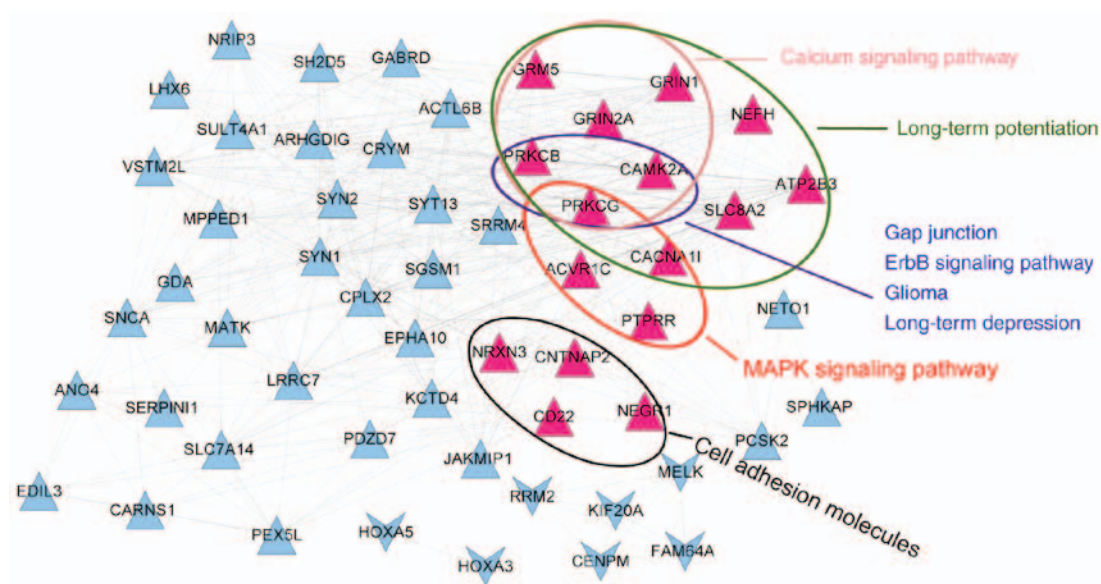 NRIP3
SH2D5
GABRD
Calcium signaling pathway
GRM5
GRIN1
LHX6
ACTL6B
NEFH
GRIN2A
SULT4A1
ARHGDIG
CRYM
Long-term potentiation
PRKCB
VSTM2L
CAMK2A
ATP2B3
SYN2
SYT13
PRKCG
SLC8A2
MPPED1
SRRM4
Gap junction
SYN1
SGSM1
ACVR1C
CACNA1I
ErbB signaling pathway
GDA
CPLX2
Glioma
NETO1
SNCA
MATK
PTPRR
Long-term depression
EPHA10
NRXN3
CNTNAP2
MAPK signaling pathway
ANO4
LRRC7
SERPINI1
KCTD4
CD22
NEGR1
SPHKAP
SLC7A14
PDZD7
PCSK2
Cell adhesion molecules
JAKMIP1
MELK
EDIL3
RRM2
CARNS1
KIF20A
PEX5L
HOXA5
HOXA3
CENPM
FAM64A